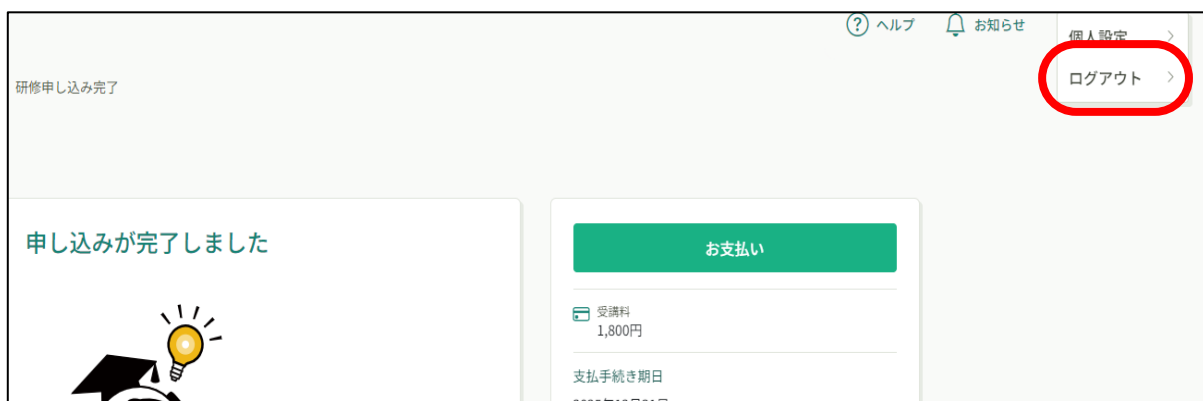 ヘルプ
お知らせ
個人設定
ログアウト
研修申し込み完了
申し込みが完了しました
お支払い
受講料
1,800円
支払手続き期日